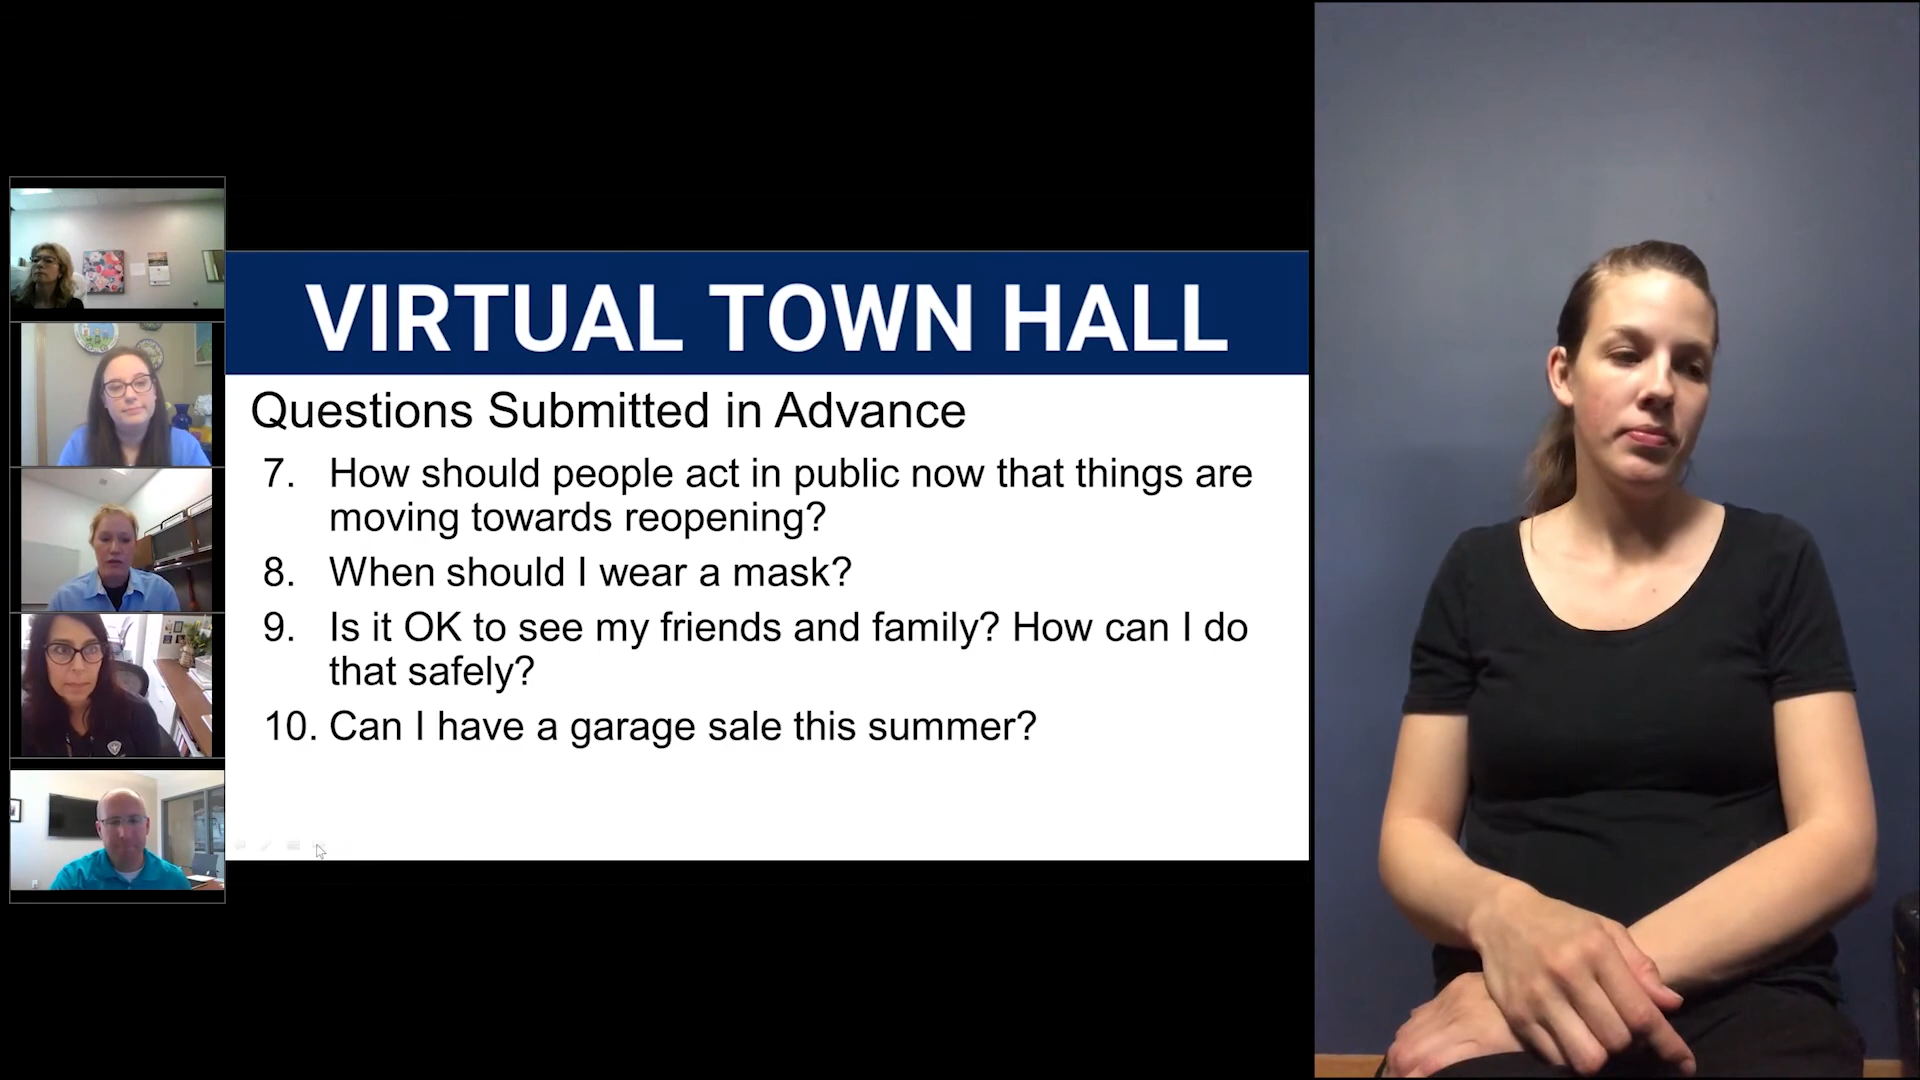 VIRTUAL TOWN HALL
Questions Submitted in Advance
7. How should people act in public now that things are
moving towards reopening?
8. When should I wear a mask?
9. Is it OK to see my friends and family? How can I do
that safely?
10. Can I have a garage sale this summer?